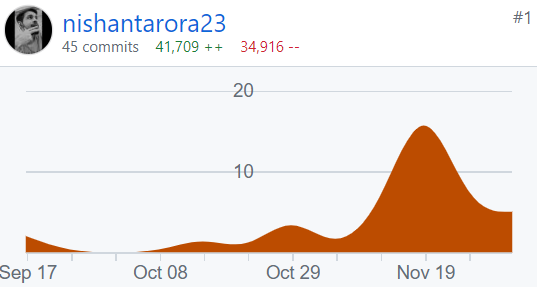 nishantarora23
#1
45 commits 41,709 ++ 34,916 --
20
10
Sep 17 Oct 08 Oct 29 Nov 19